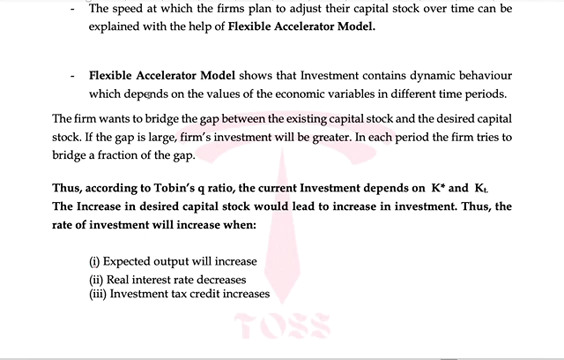 - The speed at which the firms plan to adjust their capital stock over time can be
explained with the help of Flexible Accelerator Model.
- Flexible Accelerator Model shows that Investment contains dynamic behaviour
which depends on the values of the economic variables in different time periods.
The firm wants to bridge the gap between the existing capital stock and the desired capital
stock. If the gap is large, firm's investment will be greater. In each period the firm tries to
bridge a fraction of the gap.
Thus, according to Tobin's q ratio, the current Investment depends on K* and Kₜ.
The Increase in desired capital stock would lead to increase in investment. Thus, the
rate of investment will increase when:
(i) Expected output will increase
(ii) Real interest rate decreases
(iii) Investment tax credit increases
TOSS